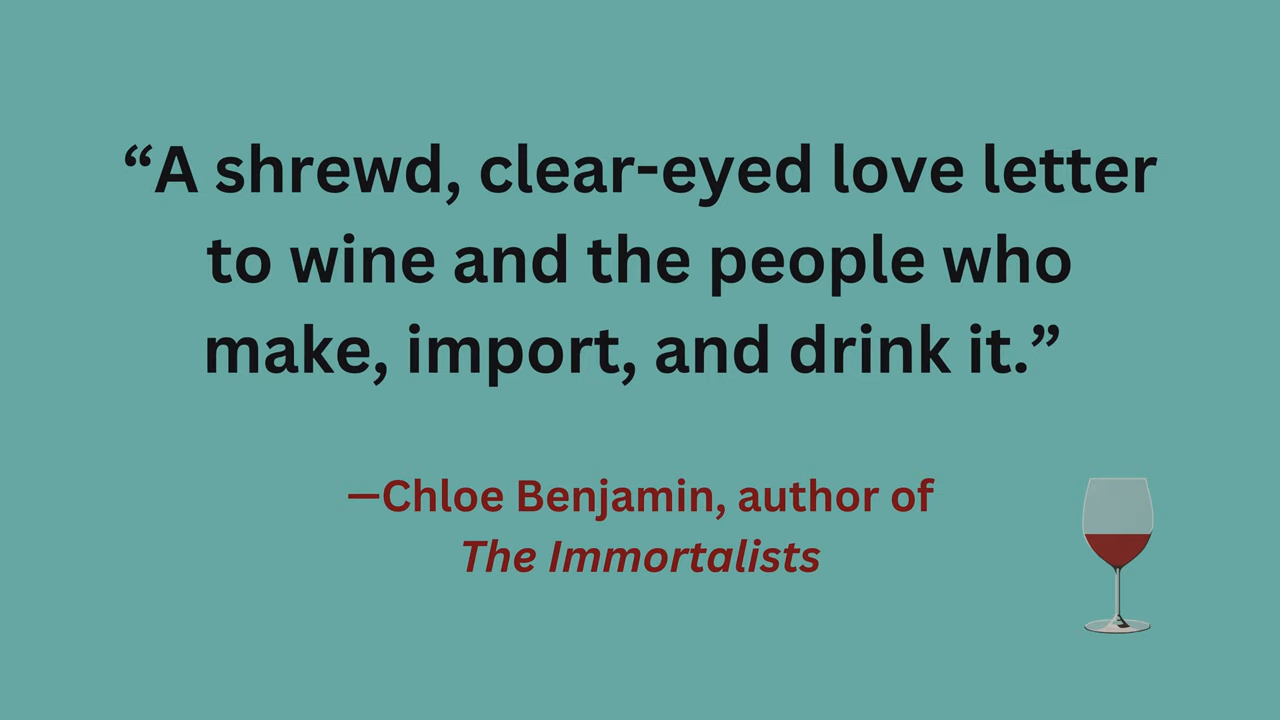 “A shrewd, clear-eyed love letter
to wine and the people who
make, import, and drink it.”
—Chloe Benjamin, author of
The Immortalists